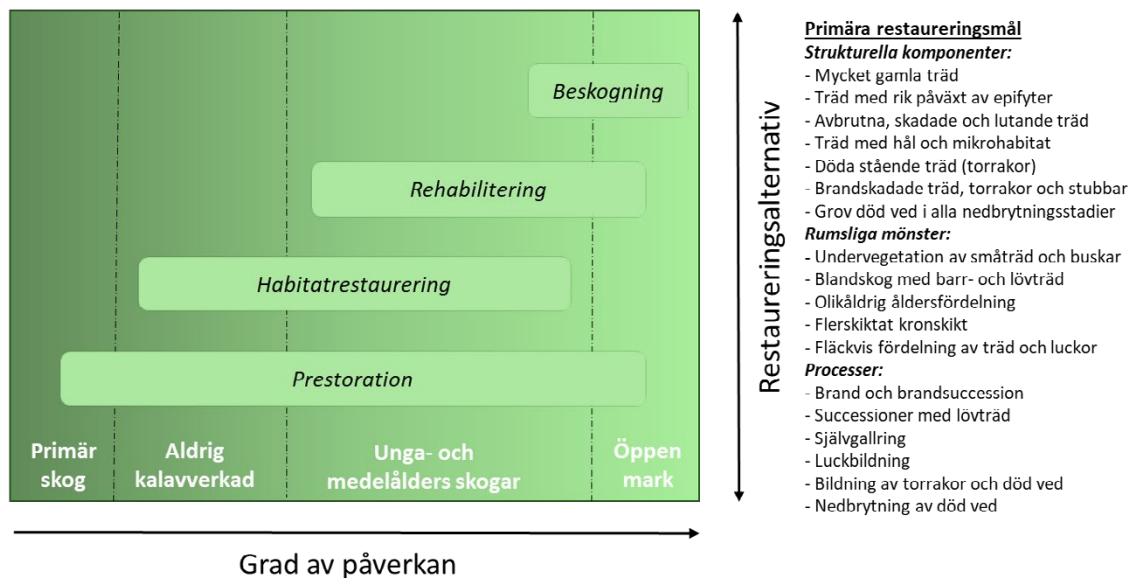 Beskogning
Rehabilitering
Habitatrestaurering
Prestoration
Primär
skog
Aldrig
kalavverkad
Unga- och
medelålders skogar
Öppen
mark
Grad av påverkan
Restaureringsalternativ
Primära restaureringsmål
Strukturella komponenter:
- Mycket gamla träd
- Träd med rik påväxt av epifyter
- Avbrutna, skadade och lutande träd
- Träd med hål och mikrohabitat
- Döda stående träd (torrakor)
- Brandskadade träd, torrakor och stubbar
- Grov död ved i alla nedbrytningsstadier
Rumsliga mönster:
- Undervegetation av småträd och buskar
- Blandskog med barr- och lövträd
- Olikåldrig åldersfördelning
- Flerskiktat kronskikt
- Fläckvis fördelning av träd och luckor
Processer:
- Brand och brandsuccession
- Successioner med lövträd
- Självgallring
- Luckbildning
- Bildning av torrakor och död ved
- Nedbrytning av död ved